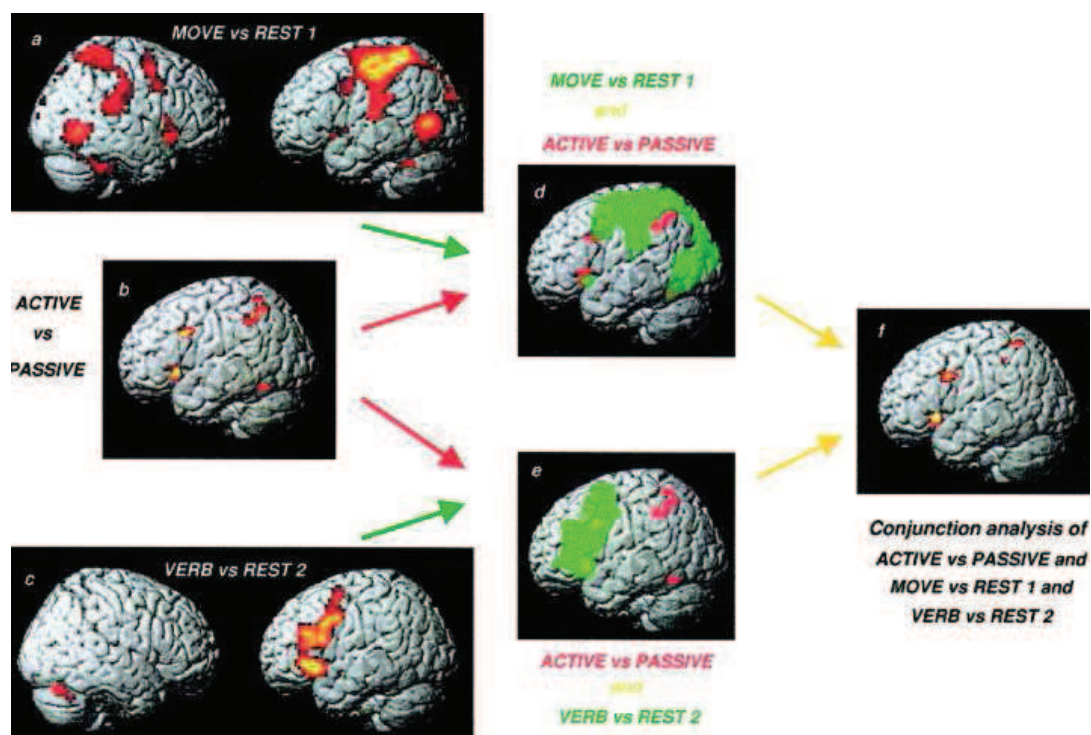 a
MOVE vs REST 1
MOVE vs REST 1
and
ACTIVE vs PASSIVE
d
b
ACTIVE
vs
PASSIVE
f
e
Conjunction analysis of
ACTIVE vs PASSIVE and
MOVE vs REST 1 and
VERB vs REST 2
c
VERB vs REST 2
ACTIVE vs PASSIVE
and
VERB vs REST 2